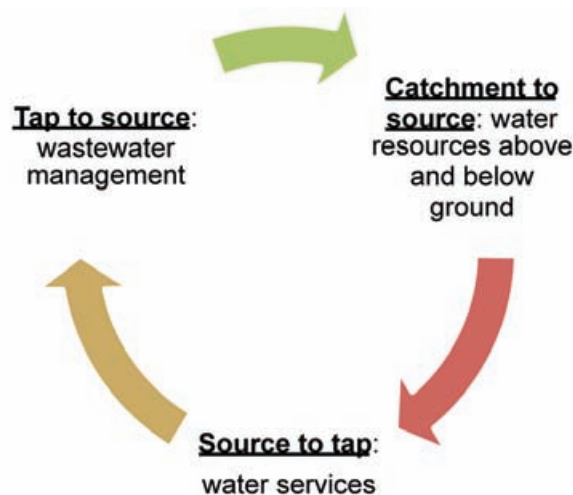 Tap to source:
wastewater
management
Catchment to
source: water
resources above
and below
ground
Source to tap:
water services